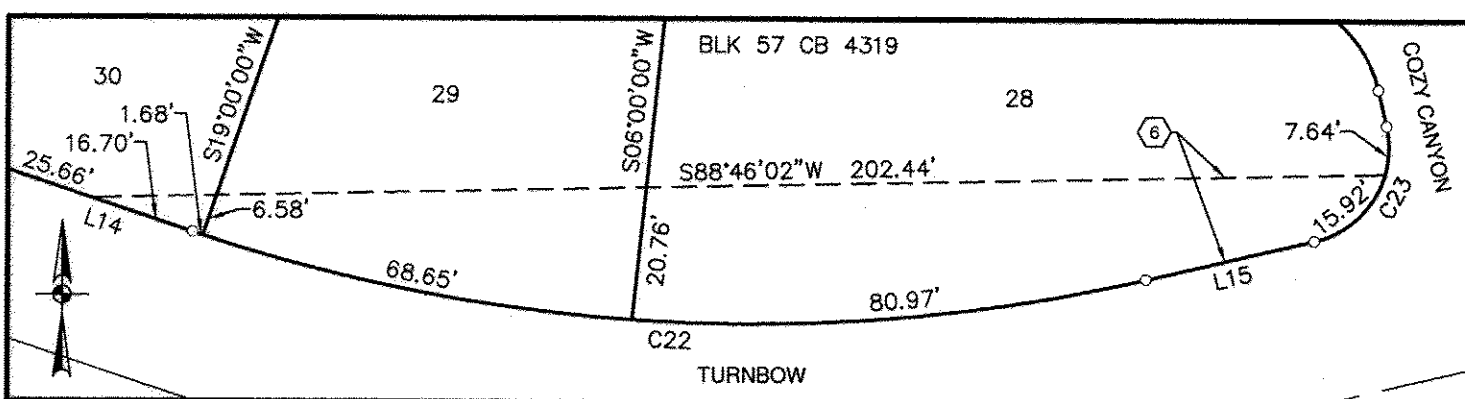 BLK 57 CB 4319
30
29
28
S19°00'00"W
S06°00'00"W
COZY CANYON
1.68'
16.70'
25.66'
L14
6.58'
6
7.64'
S88°46'02"W 202.44'
C23
15.92'
20.76'
68.65'
80.97'
L15
C22
TURNBOW